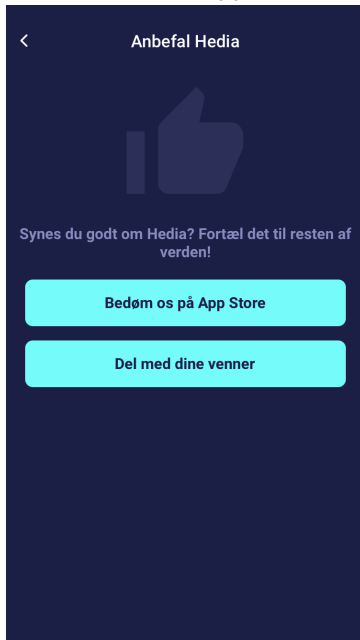 Anbefal Hedia
Synes du godt om Hedia? Fortæl det til resten af
verden!
Bedøm os på App Store
Del med dine venner